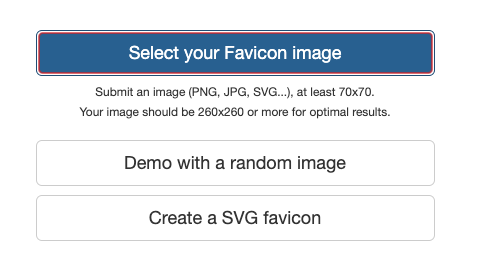 Select your Favicon image
Submit an image (PNG, JPG, SVG...), at least 70x70.
Your image should be 260x260 or more for optimal results.
Demo with a random image
Create a SVG favicon